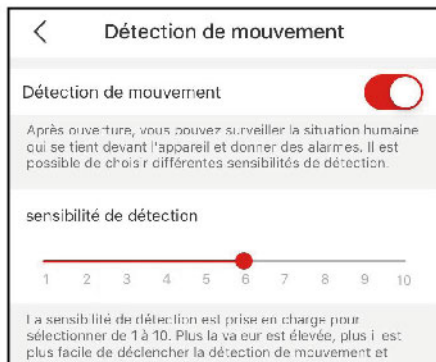 Détection de mouvement
Détection de mouvement
Après ouverture, vous pouvez surveiller la situation humaine
qui se tient devant l'appareil et donner des alarmes. Il est
possible de choisir différentes sensibilités de détection.
sensibilité de détection
1 2 3 4 5 6 7 8 9 10
La sensibilité de détection est prise en charge pour
sélectionner de 1 à 10. Plus la valeur est élevée, plus il est
plus facile de déclencher la détection de mouvement et